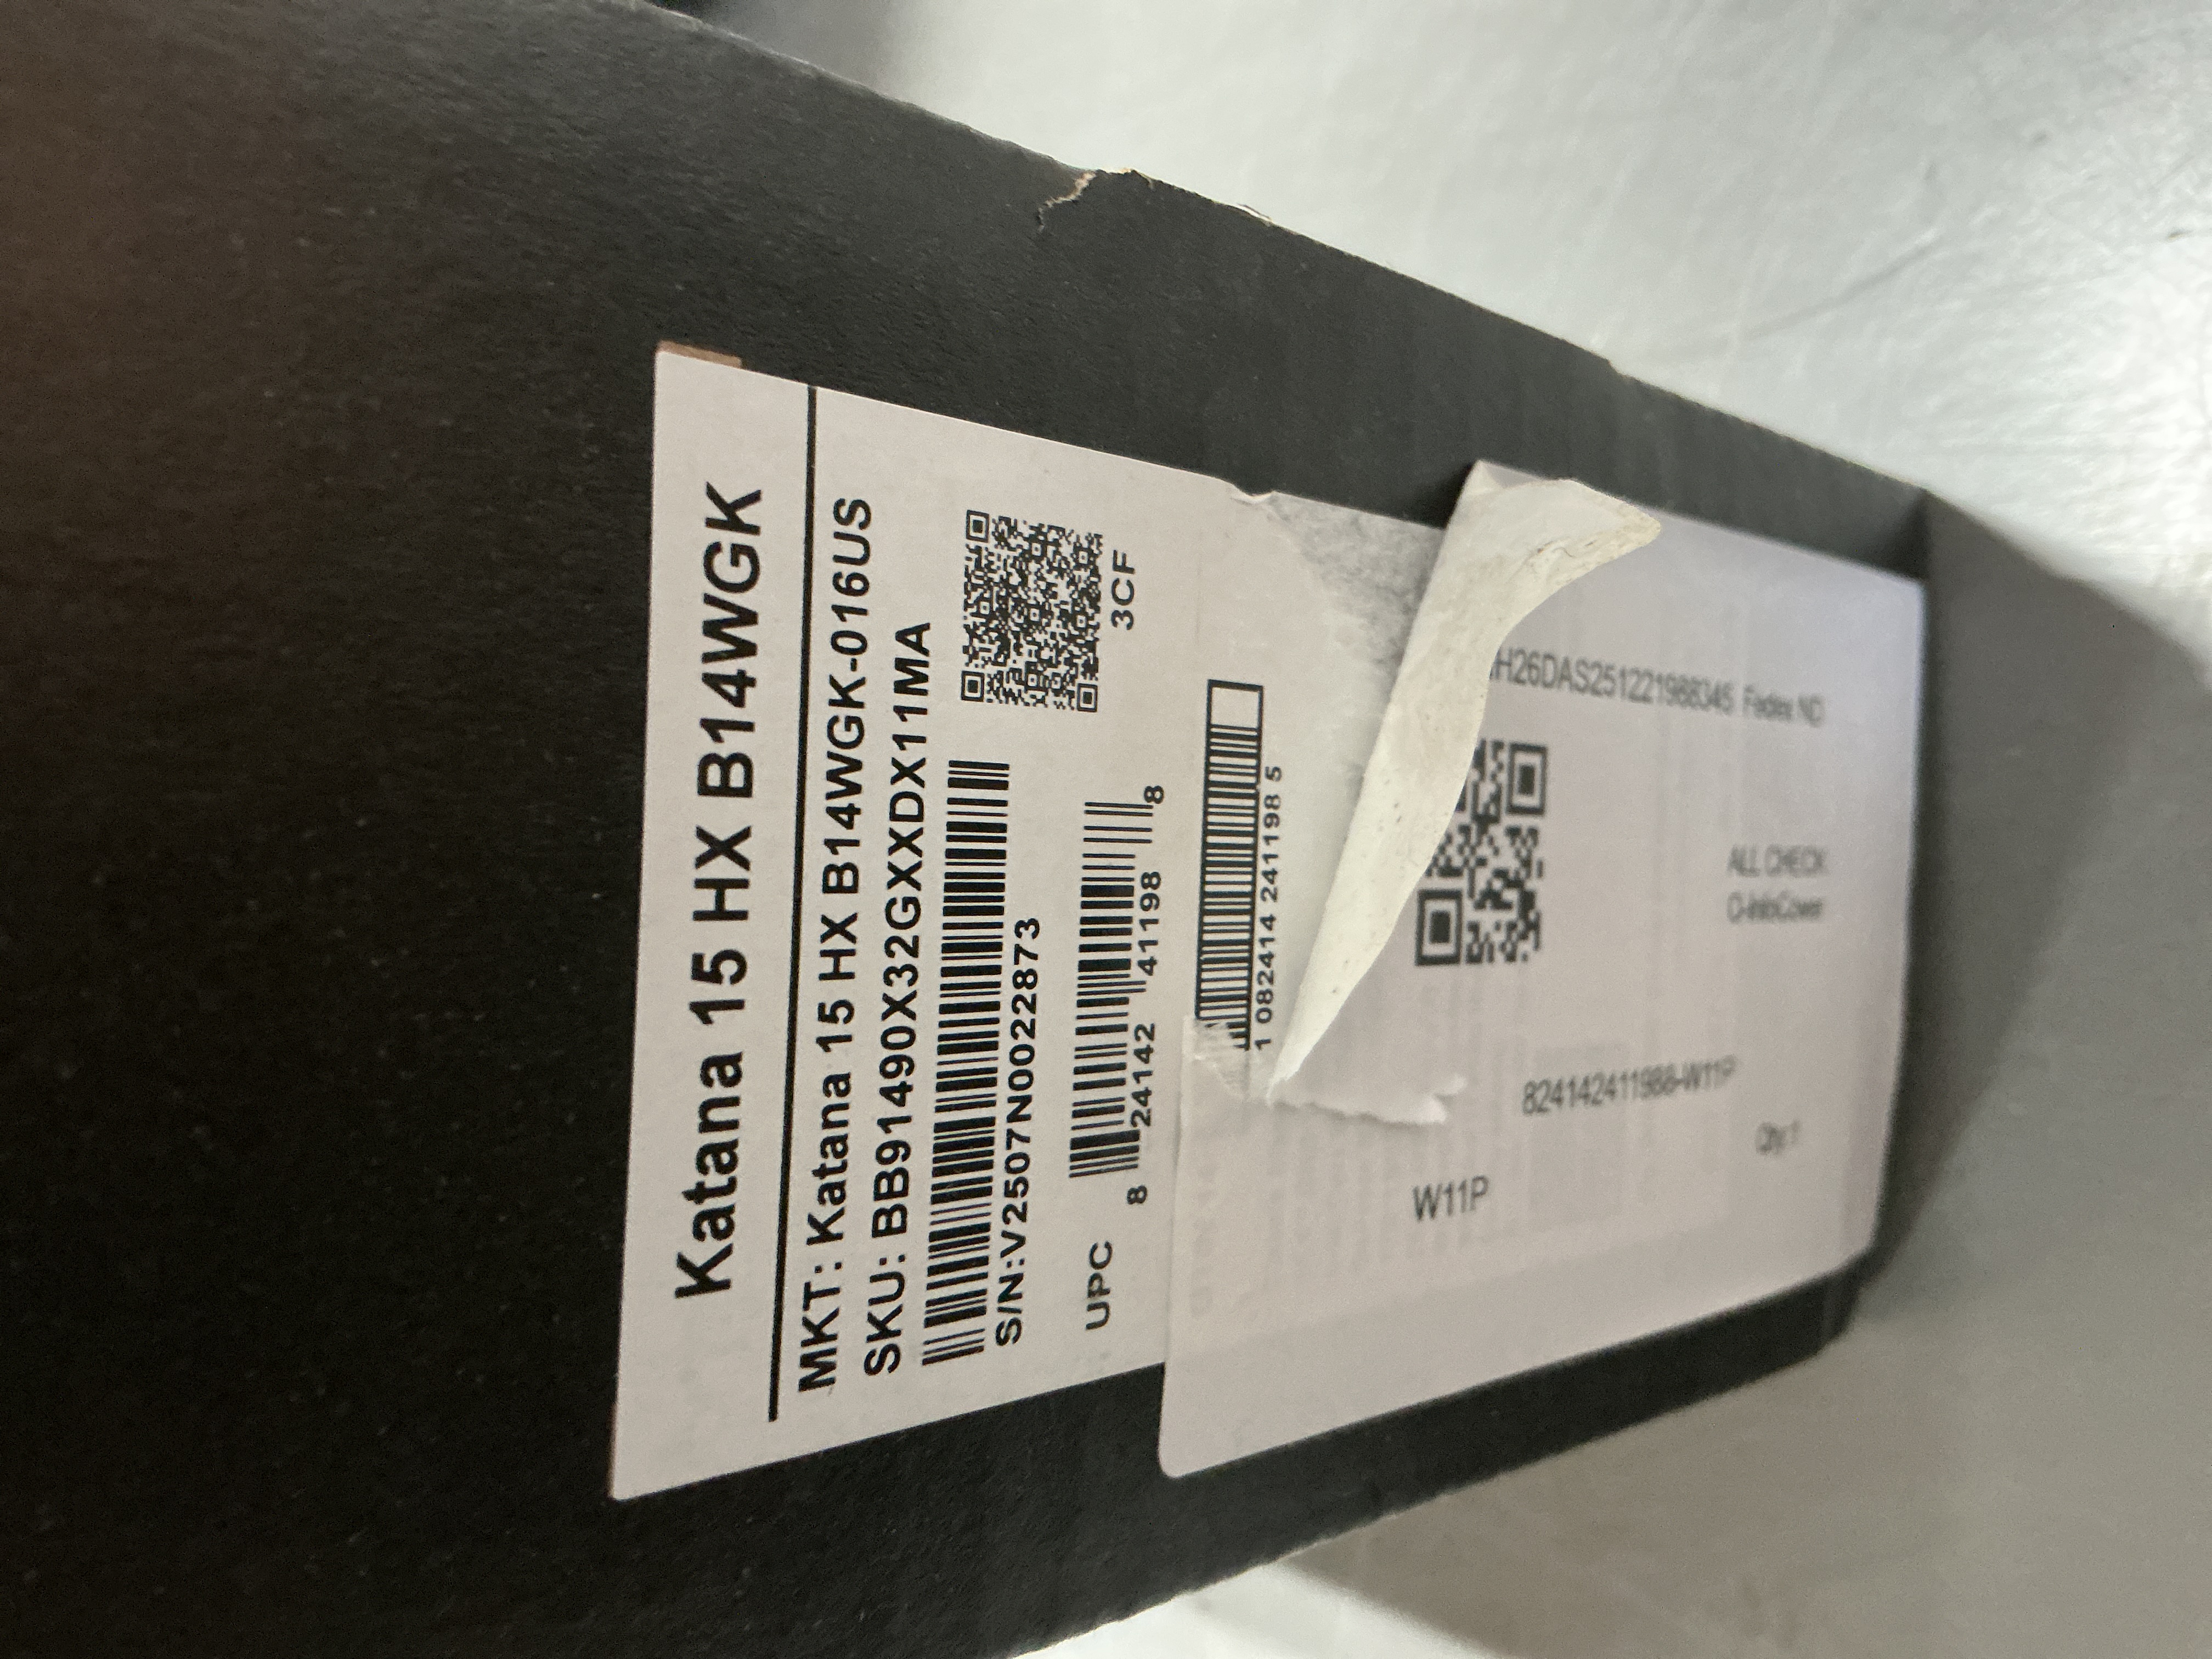 Katana 15 HX B14WGK
MKT: Katana 15 HX B14WGK-016US
SKU: BB91490X32GXXDX11MA
S/N:V2507N0022873
3CF
UPC
8 24142 41198 8
1 082414 241198 5
H26DAS251221988345 Fedex ND
ALL CHECK
824142411988-W11P
W11P
Qty:1